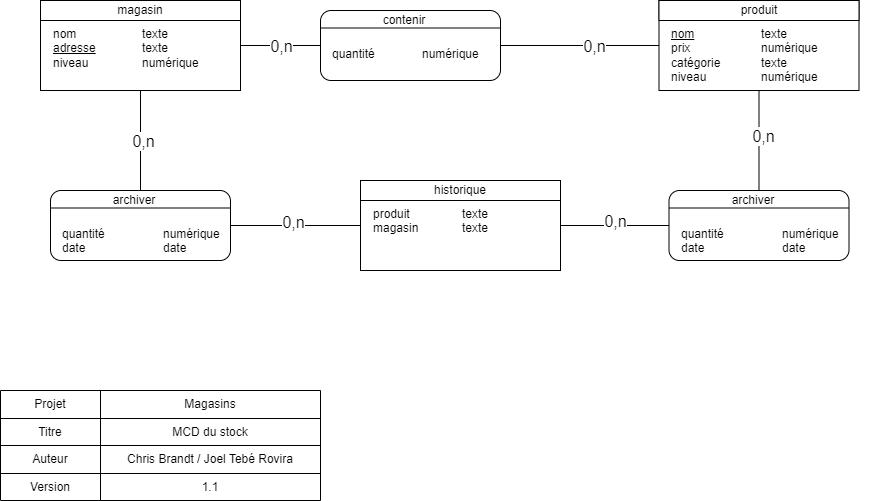 magasin
nom texte
adresse texte
niveau numérique
0,n
contenir
quantité numérique
0,n
produit
nom texte
prix numérique
catégorie texte
niveau numérique
0,n
0,n
archiver
quantité numérique
date date
0,n
historique
produit texte
magasin texte
0,n
archiver
quantité numérique
date date
Projet Magasins
Titre MCD du stock
Auteur Chris Brandt / Joel Tebé Rovira
Version 1.1